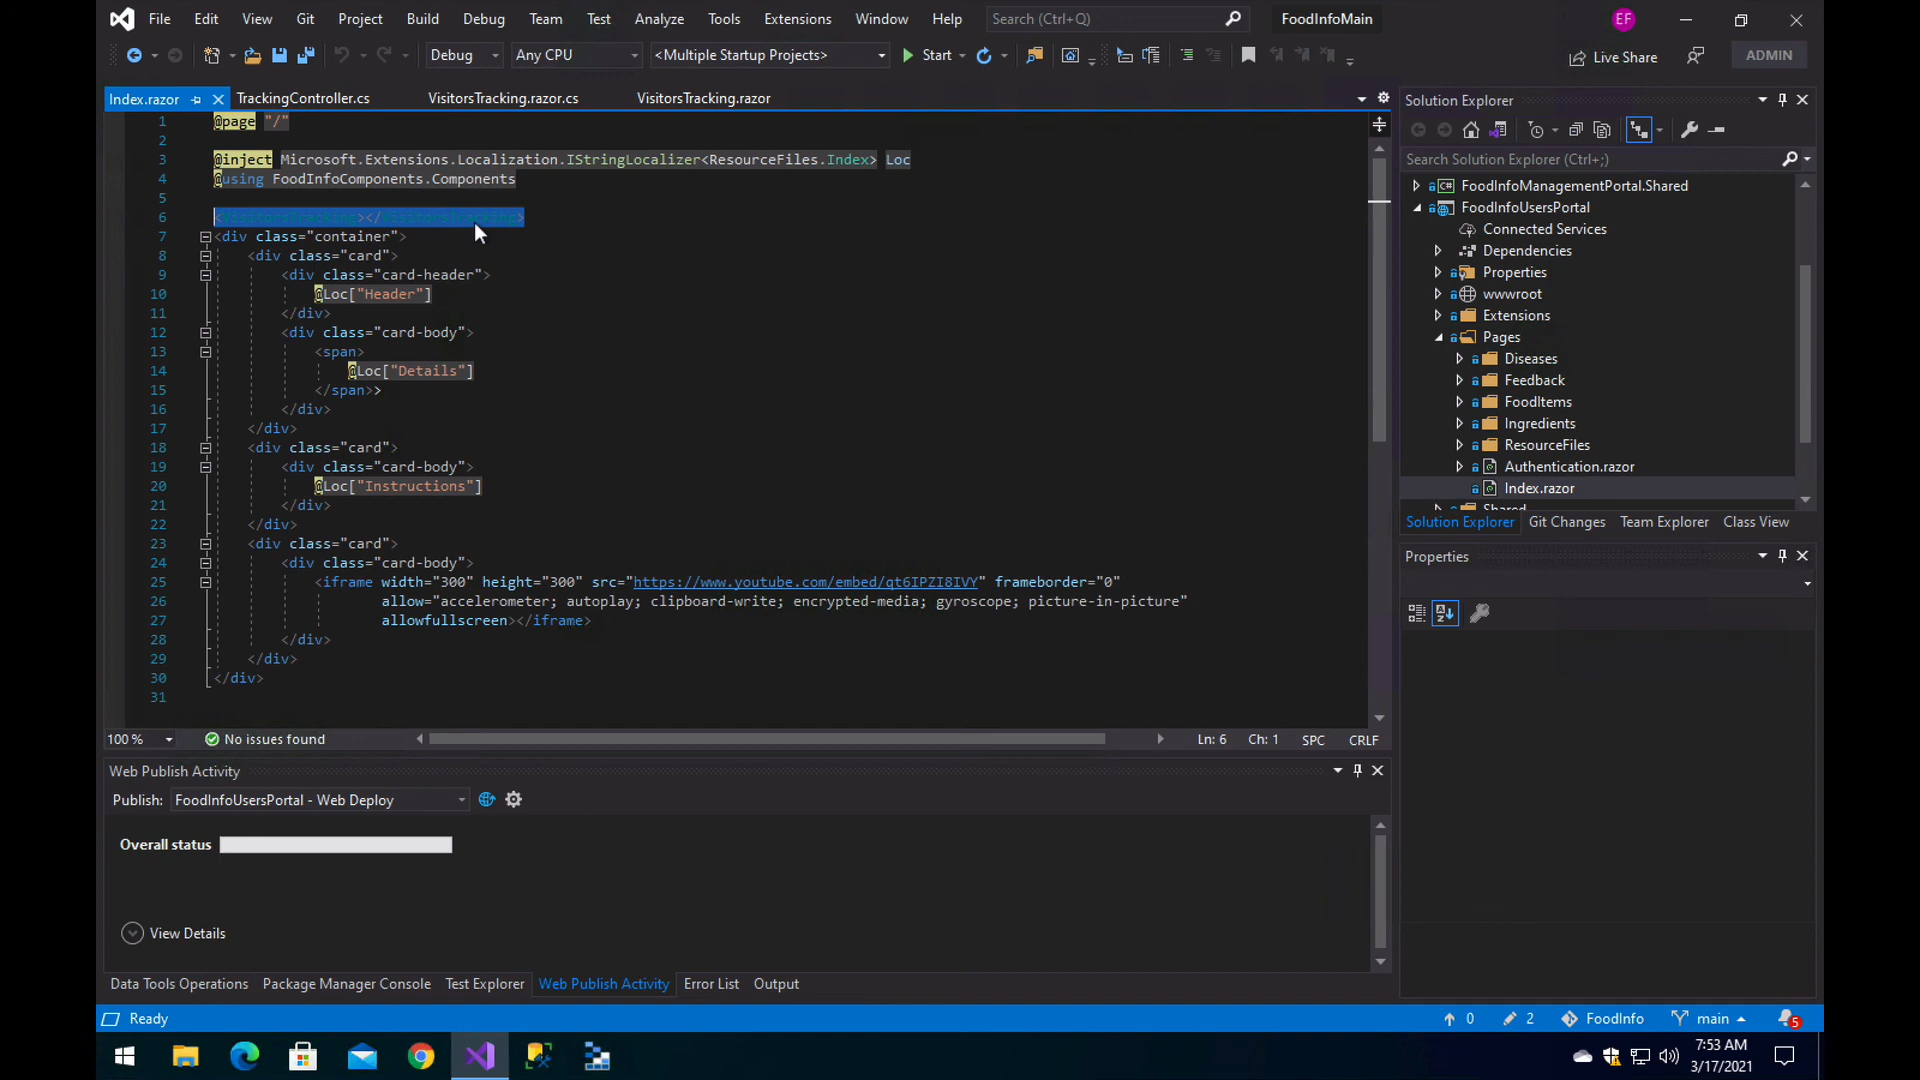 File Edit View Git Project Build Debug Team Test Analyze Tools Extensions Window Help Search (Ctrl+Q) FoodInfoMain EF
Debug Any CPU <Multiple Startup Projects> Start Live Share ADMIN
Index.razor TrackingController.cs VisitorsTracking.razor.cs VisitorsTracking.razor
1 @page "/"
2
3 @inject Microsoft.Extensions.Localization.IStringLocalizer<ResourceFiles.Index> Loc
4 @using FoodInfoComponents.Components
5
6 <VisitorsTracking></VisitorsTracking>
7 <div class="container">
8 <div class="card">
9 <div class="card-header">
10 @Loc["Header"]
11 </div>
12 <div class="card-body">
13 <span>
14 @Loc["Details"]
15 </span>>
16 </div>
17 </div>
18 <div class="card">
19 <div class="card-body">
20 @Loc["Instructions"]
21 </div>
22 </div>
23 <div class="card">
24 <div class="card-body">
25 <iframe width="300" height="300" src="https://www.youtube.com/embed/qt6IPZI8IVY" frameborder="0"
26 allow="accelerometer; autoplay; clipboard-write; encrypted-media; gyroscope; picture-in-picture"
27 allowfullscreen></iframe>
28 </div>
29 </div>
30 </div>
31
100 % No issues found Ln: 6 Ch: 1 SPC CRLF
Web Publish Activity
Publish: FoodInfoUsersPortal - Web Deploy
Overall status
View Details
Data Tools Operations Package Manager Console Test Explorer Web Publish Activity Error List Output
Solution Explorer
Search Solution Explorer (Ctrl+;)
C# FoodInfoManagementPortal.Shared
FoodInfoUsersPortal
Connected Services
Dependencies
Properties
wwwroot
Extensions
Pages
Diseases
Feedback
FoodItems
Ingredients
ResourceFiles
Authentication.razor
Index.razor
Shared
Solution Explorer Git Changes Team Explorer Class View
Properties
Ready 0 2 FoodInfo main 5
7:53 AM
3/17/2021